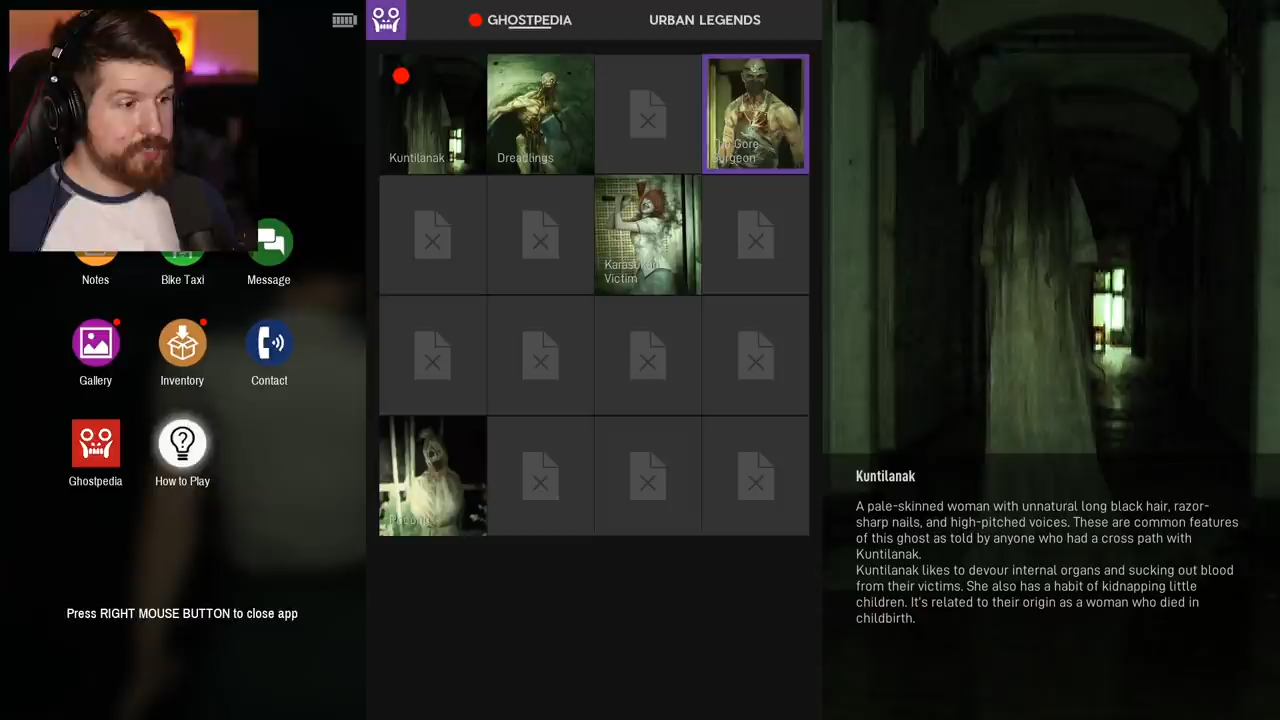 GHOSTPEDIA
URBAN LEGENDS
Kuntilanak
Dreadlings
Gore
Surgeon
Karasukan
Victim
Pocong
Notes
Bike Taxi
Message
Gallery
Inventory
Contact
Ghostpedia
How to Play
Press RIGHT MOUSE BUTTON to close app
Kuntilanak
A pale-skinned woman with unnatural long black hair, razor-
sharp nails, and high-pitched voices. These are common features
of this ghost as told by anyone who had a cross path with
Kuntilanak.
Kuntilanak likes to devour internal organs and sucking out blood
from their victims. She also has a habit of kidnapping little
children. It's related to their origin as a woman who died in
childbirth.